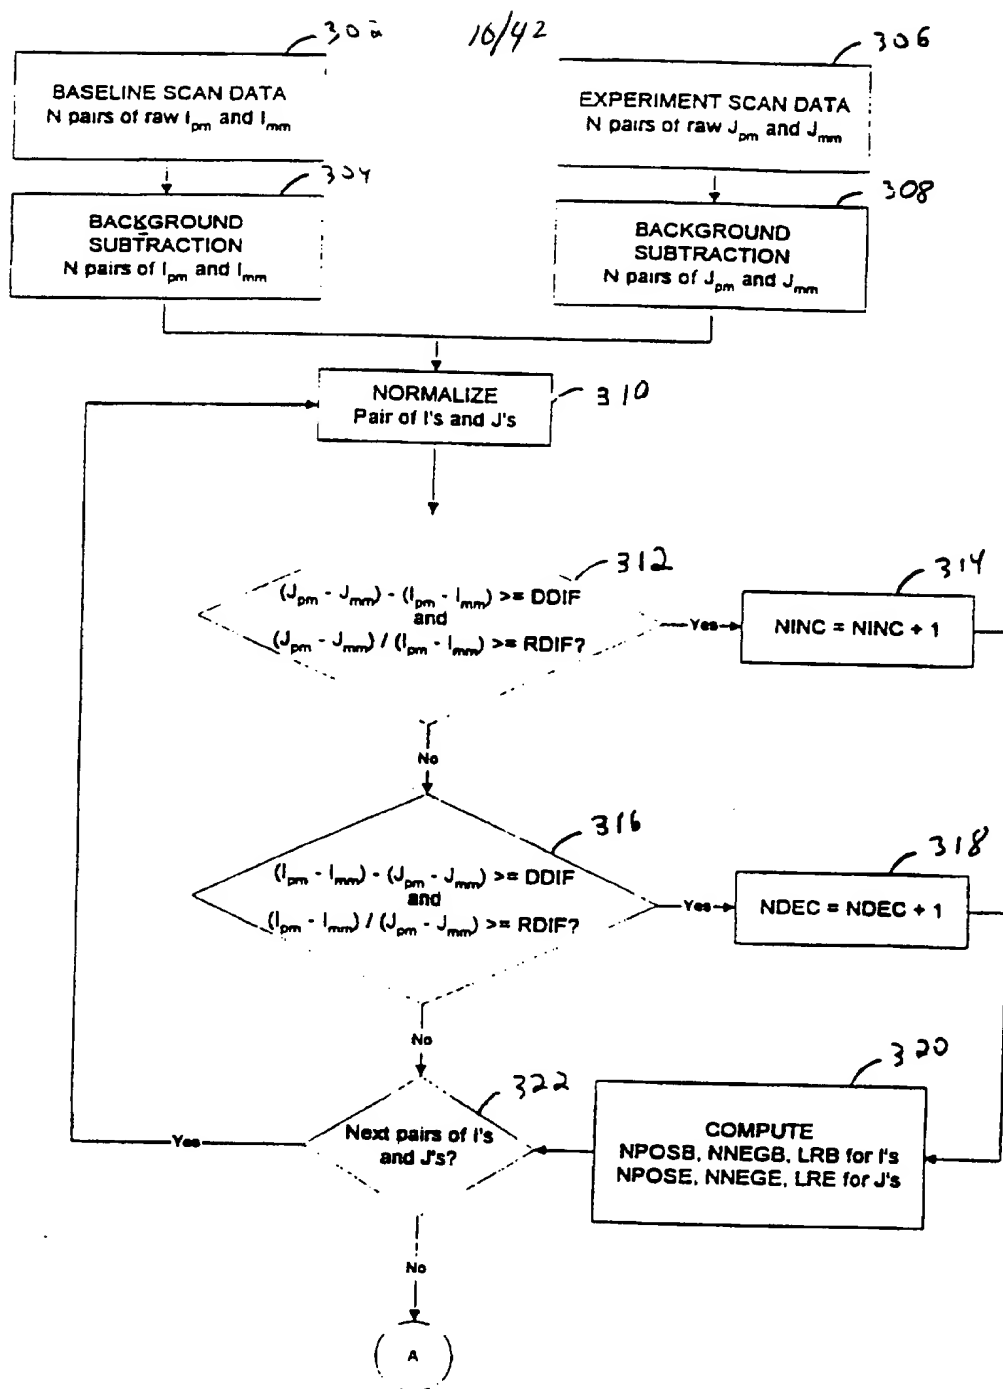 302
10/42
306
BASELINE SCAN DATA
N pairs of raw Ipm and Imm
EXPERIMENT SCAN DATA
N pairs of raw Jpm and Jmm
304
308
BACKGROUND
SUBTRACTION
N pairs of Ipm and Imm
BACKGROUND
SUBTRACTION
N pairs of Jpm and Jmm
NORMALIZE
Pair of I's and J's
310
312
314
(Jpm - Jmm) - (Ipm - Imm) >= DDIF
and
(Jpm - Jmm) / (Ipm - Imm) >= RDIF?
Yes
NINC = NINC + 1
No
316
318
(Ipm - Imm) - (Jpm - Jmm) >= DDIF
and
(Ipm - Imm) / (Jpm - Jmm) >= RDIF?
Yes
NDEC = NDEC + 1
No
322
320
Yes
Next pairs of I's
and J's?
COMPUTE
NPOSB, NNEGB, LRB for I's
NPOSE, NNEGE, LRE for J's
No
A